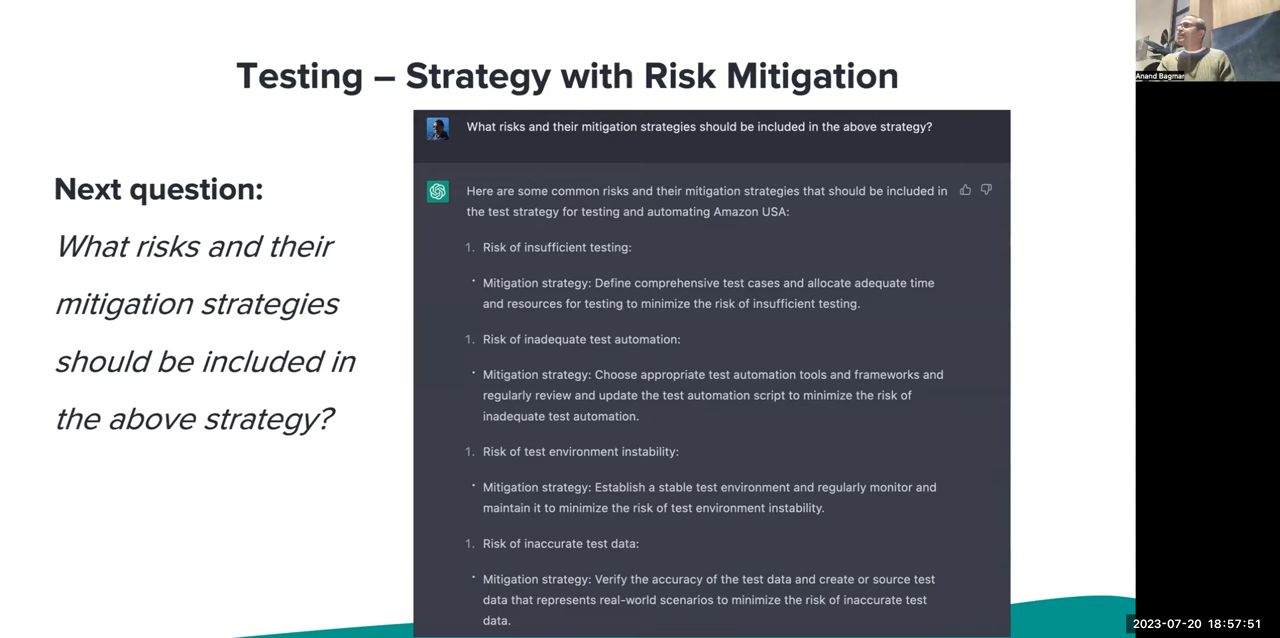 Testing – Strategy with Risk Mitigation
Anand Bagmar
Next question:
What risks and their
mitigation strategies
should be included in
the above strategy?
What risks and their mitigation strategies should be included in the above strategy?
Here are some common risks and their mitigation strategies that should be included in
the test strategy for testing and automating Amazon USA:
1. Risk of insufficient testing:
• Mitigation strategy: Define comprehensive test cases and allocate adequate time
and resources for testing to minimize the risk of insufficient testing.
1. Risk of inadequate test automation:
• Mitigation strategy: Choose appropriate test automation tools and frameworks and
regularly review and update the test automation script to minimize the risk of
inadequate test automation.
1. Risk of test environment instability:
• Mitigation strategy: Establish a stable test environment and regularly monitor and
maintain it to minimize the risk of test environment instability.
1. Risk of inaccurate test data:
• Mitigation strategy: Verify the accuracy of the test data and create or source test
data that represents real-world scenarios to minimize the risk of inaccurate test
data.
2023-07-20 18:57:51